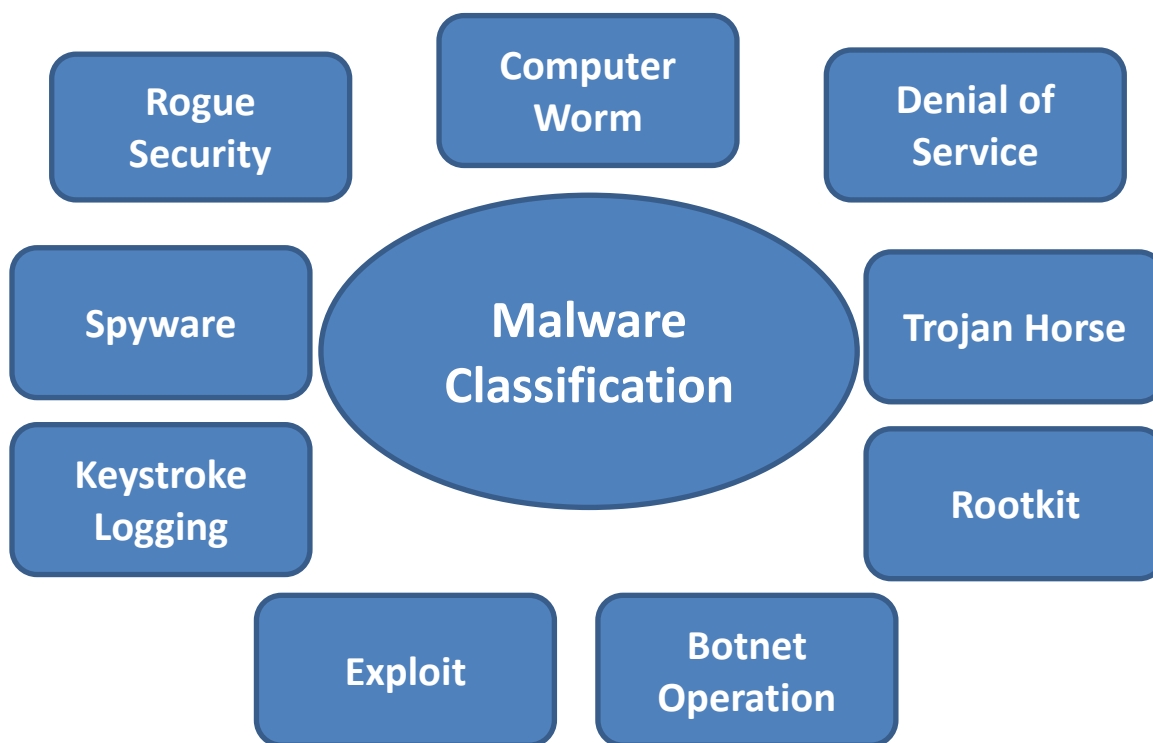 Computer
Worm
Rogue
Security
Denial of
Service
Spyware
Malware
Classification
Trojan Horse
Keystroke
Logging
Rootkit
Exploit
Botnet
Operation